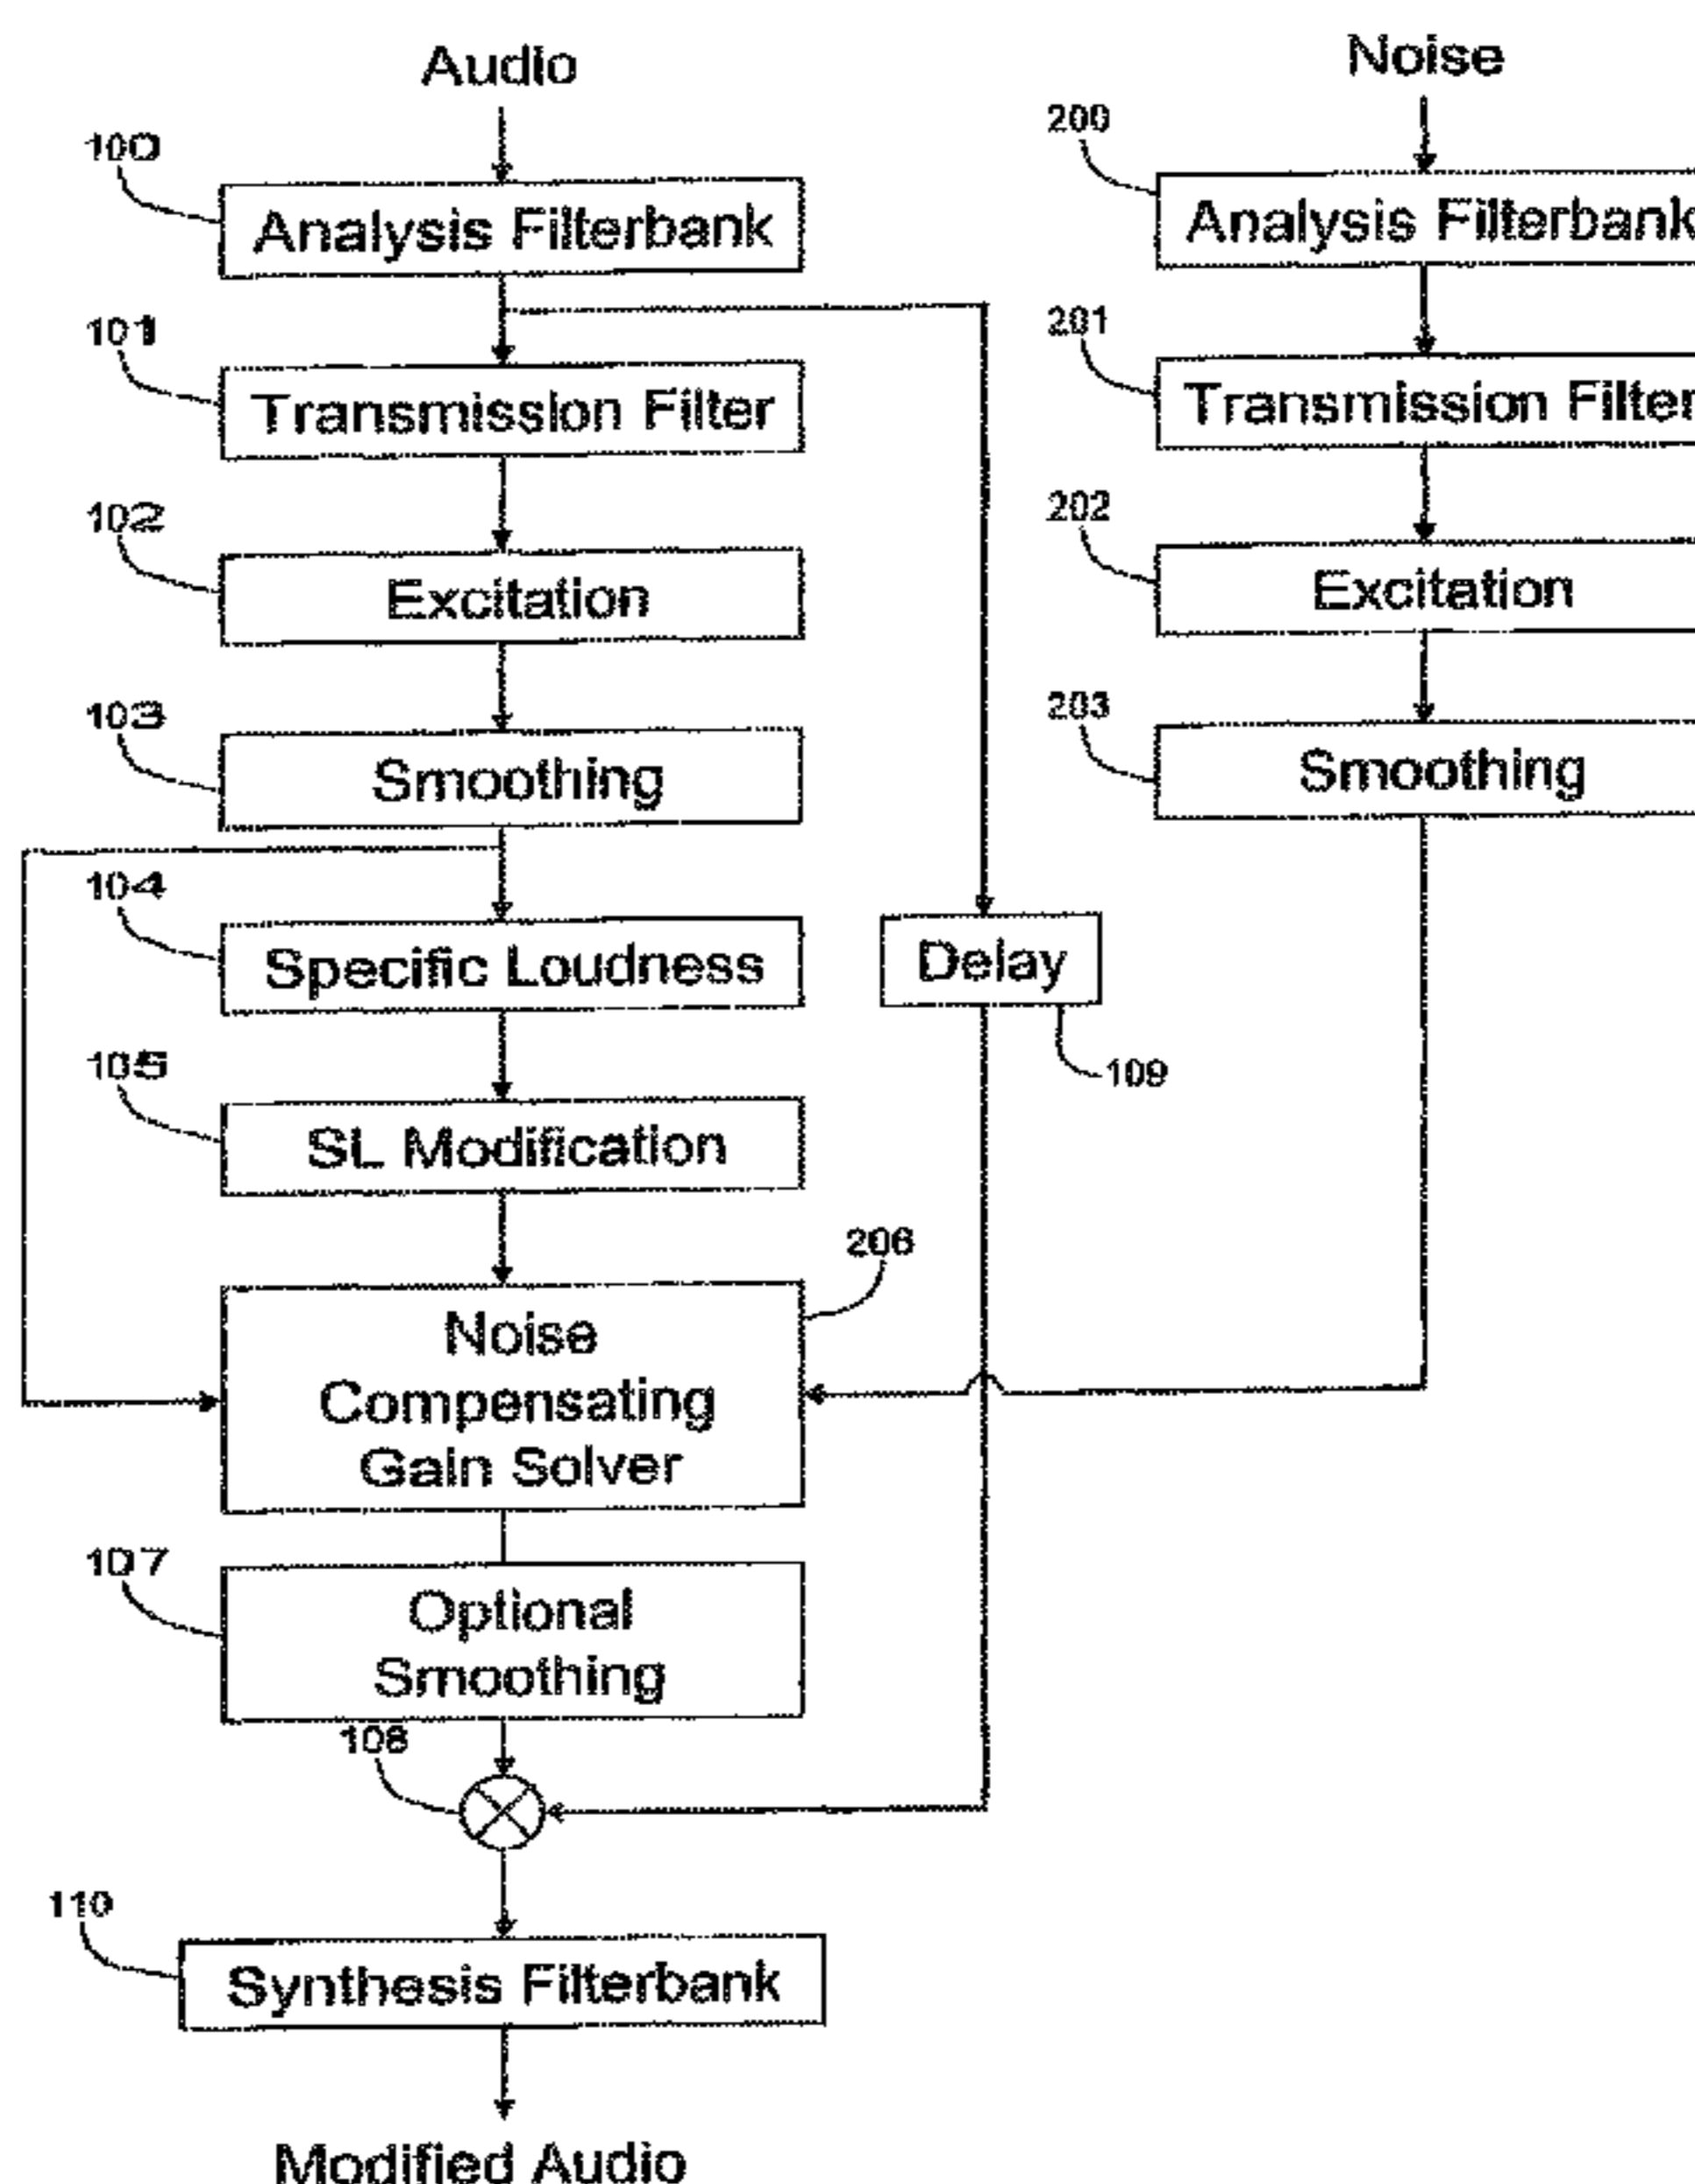 Audio
100
Analysis Filterbank
101
Transmission Filter
102
Excitation
103
Smoothing
104
Specific Loudness
105
SL Modification
206
Noise
Compensating
Gain Solver
107
Optional
Smoothing
108
110
Synthesis Filterbank
Modified Audio
Delay
109
Noise
200
Analysis Filterbank
201
Transmission Filter
202
Excitation
203
Smoothing